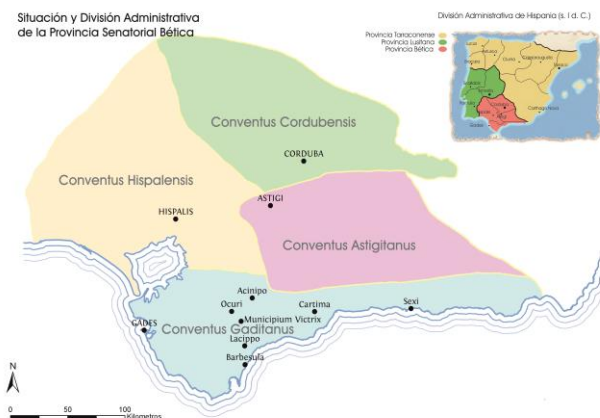 Situación y División Administrativa
de la Provincia Senatorial Bética
División Administrativa de Hispania (s. I d. C.)
Provincia Tarraconense
Provincia Lusitana
Provincia Bética
Conventus Cordubensis
CORDUBA
Conventus Hispalensis
HISPALIS
ASTIGI
Conventus Astigitanus
Acinipo
Ocuri
Cartima
Sexi
Municipium Victrix
GADES
Conventus Gaditanus
Lacippo
Barbesula
N
0 50 100
Kilometros